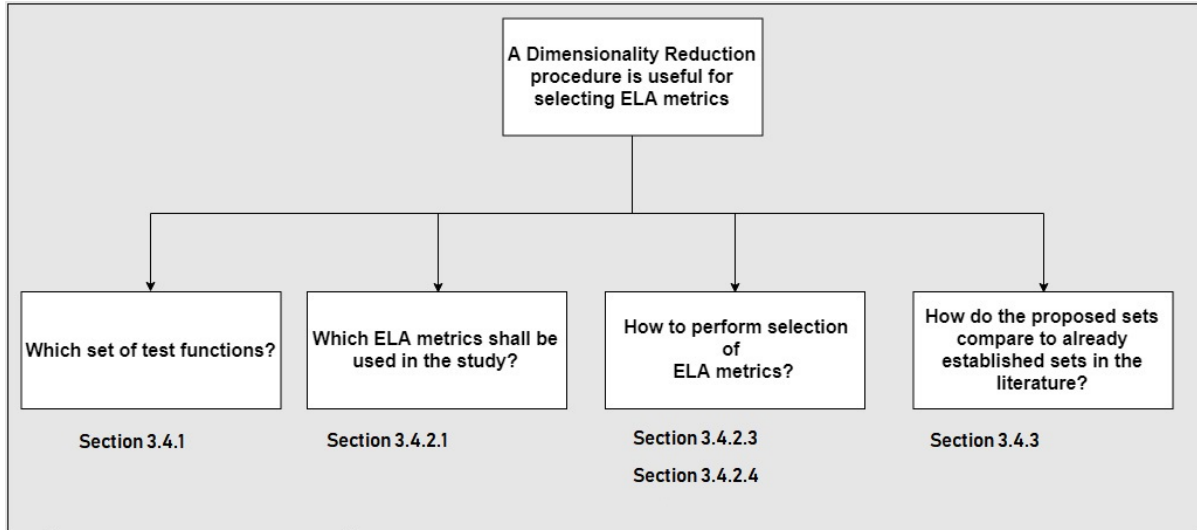 A Dimensionality Reduction
procedure is useful for
selecting ELA metrics
Which set of test functions?
Which ELA metrics shall be
used in the study?
How to perform selection
of
ELA metrics?
How do the proposed sets
compare to already
established sets in the
literature?
Section 3.4.1
Section 3.4.2.1
Section 3.4.2.3
Section 3.4.2.4
Section 3.4.3